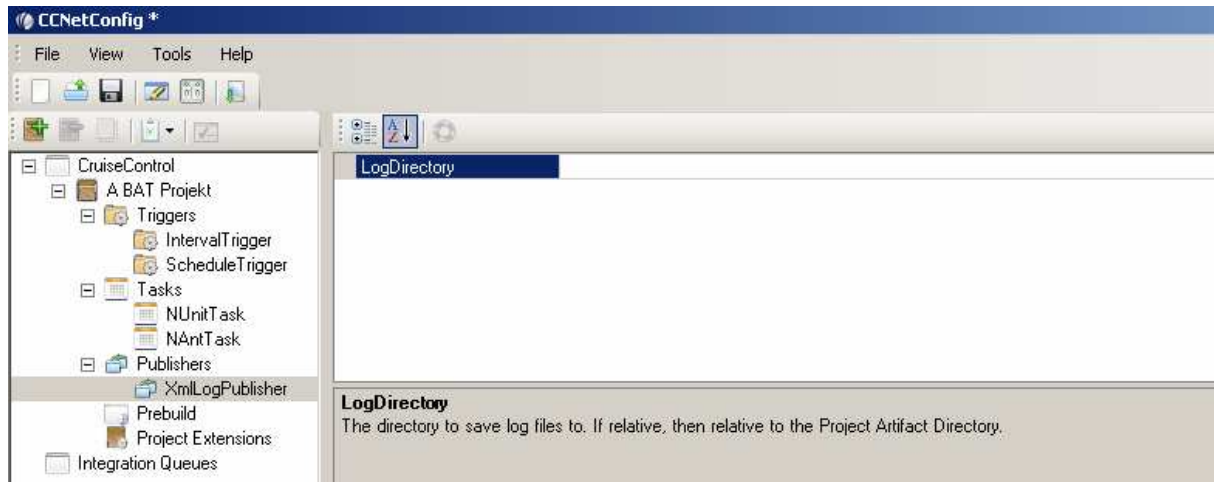 CCNetConfig *
File View Tools Help
LogDirectory
CruiseControl
A BAT Projekt
Triggers
IntervalTrigger
ScheduleTrigger
Tasks
NUnitTask
NAntTask
Publishers
XmlLogPublisher
Prebuild
Project Extensions
Integration Queues
LogDirectory
The directory to save log files to. If relative, then relative to the Project Artifact Directory.